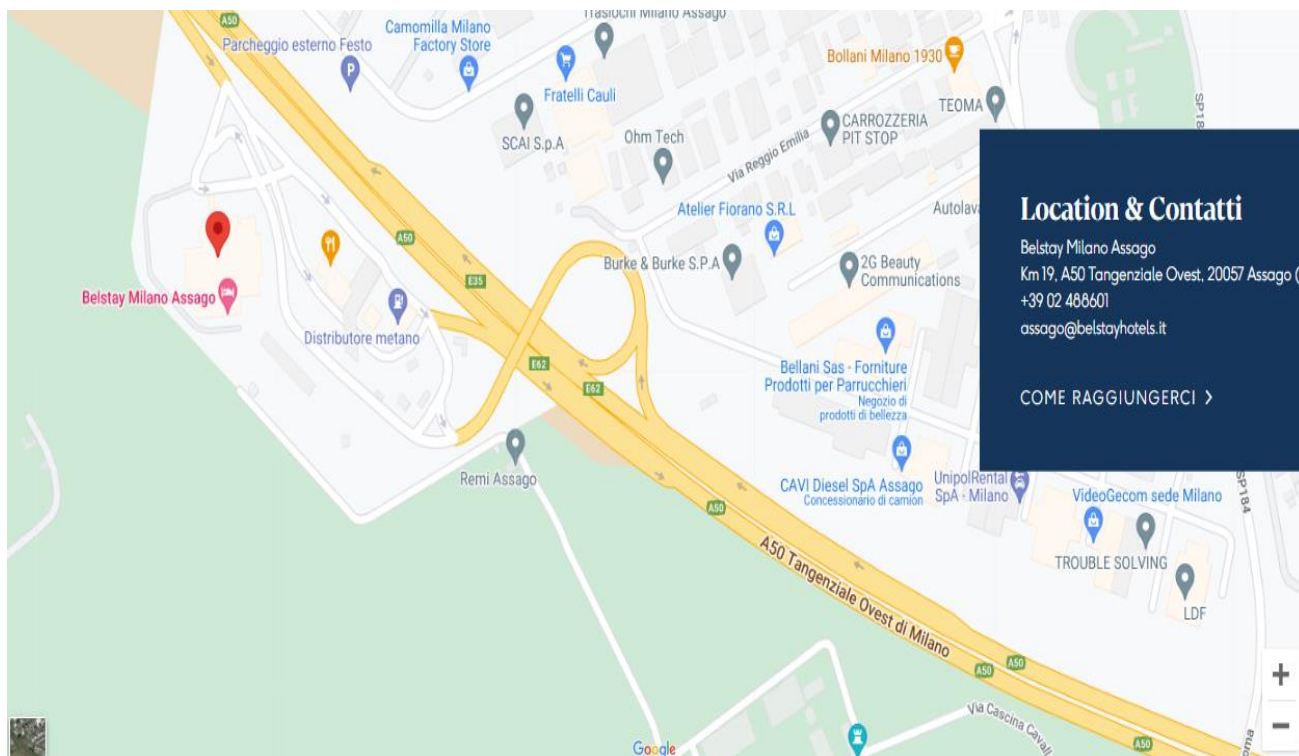 A50
Parcheggio esterno Festo
Camomilla Milano
Factory Store
Traslochi Milano Assago
Fratelli Cauli
Bollani Milano 1930
TEOMA
CARROZZERIA
PIT STOP
SCAI S.p.A
Ohm Tech
Via Reggio Emilia
Atelier Fiorano S.R.L
A50
Burke & Burke S.P.A
2G Beauty
Communications
E35
Belstay Milano Assago
Distributore metano
E62
E62
Bellani Sas - Forniture
Prodotti per Parrucchieri
Negozio di
prodotti di bellezza
Remi Assago
CAVI Diesel SpA Assago
Concessionario di camion
UnipolRental
SpA - Milano
VideoGecom sede Milano
SP184
A50
A50 Tangenziale Ovest di Milano
TROUBLE SOLVING
LDF
A50
A50
Via Cascina
A50
Google
Location & Contatti
Belstay Milano Assago
Km 19, A50 Tangenziale Ovest, 20057 Assago (
+39 02 488601
assago@belstayhotels.it
COME RAGGIUNGERCI >
+
−